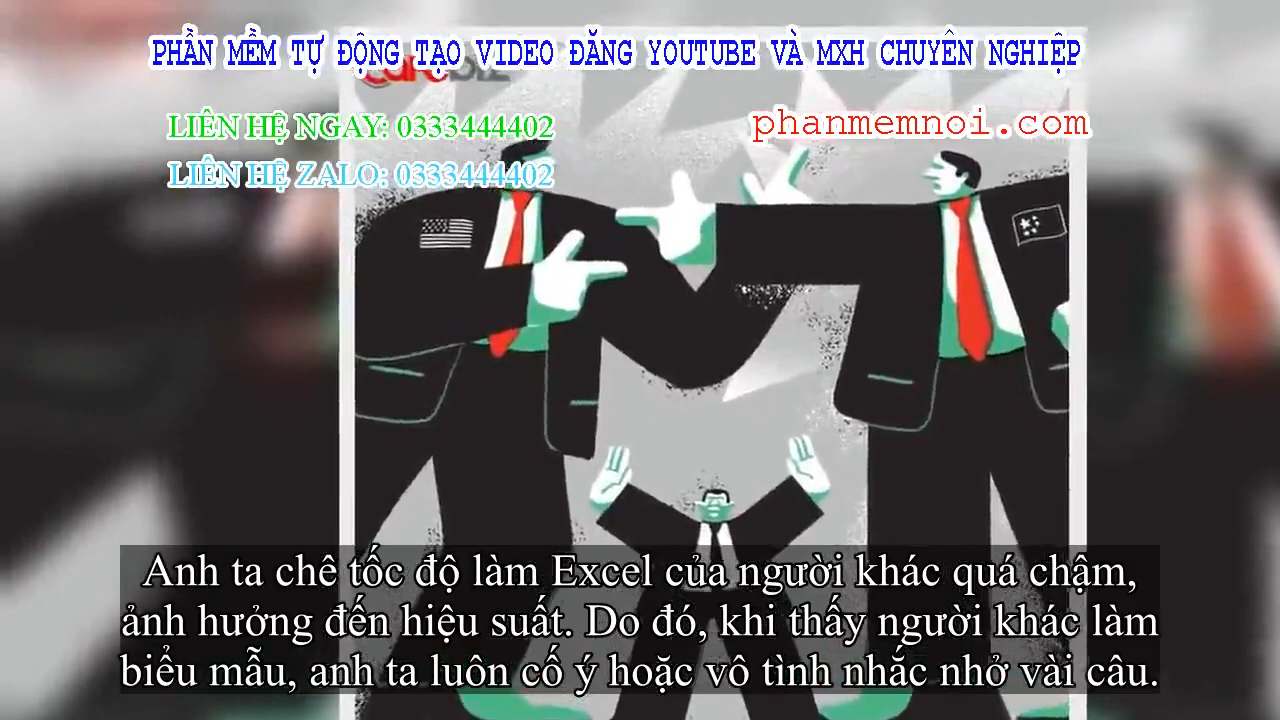 PHẦN MỀM TỰ ĐỘNG TẠO VIDEO ĐĂNG YOUTUBE VÀ MXH CHUYÊN NGHIỆP
LIÊN HỆ NGAY: 0333444402
phanmemnoi.com
LIÊN HỆ ZALO: 0333444402
Anh ta chê tốc độ làm Excel của người khác quá chậm,
ảnh hưởng đến hiệu suất. Do đó, khi thấy người khác làm
biểu mẫu, anh ta luôn cố ý hoặc vô tình nhắc nhở vài câu.